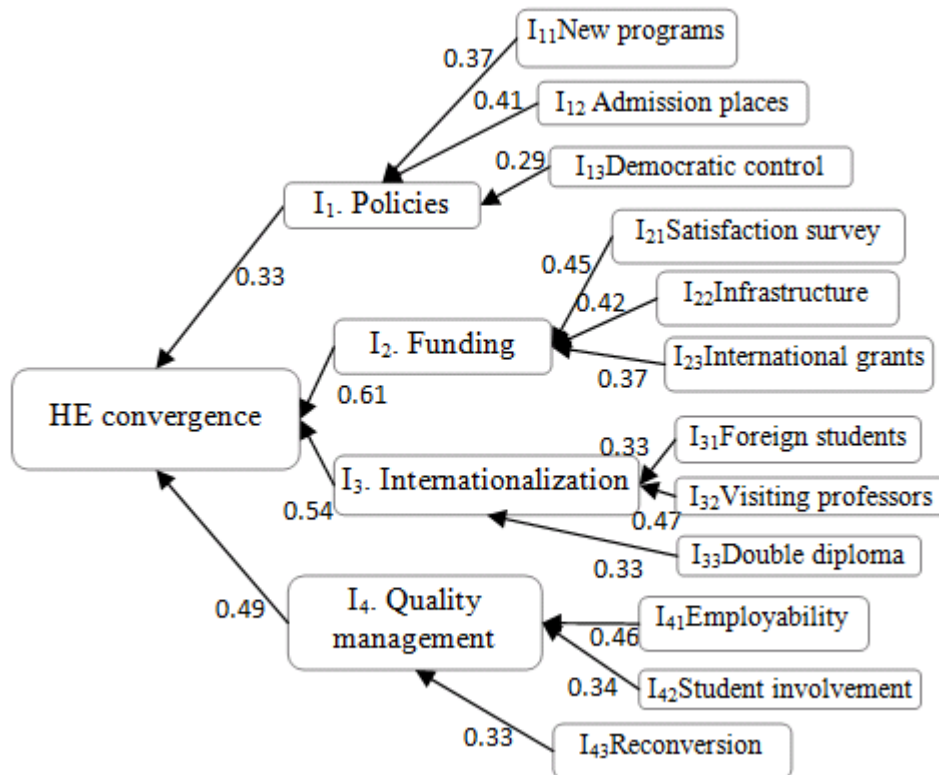 I₁₁New programs
0.37
0.41
I₁₂ Admission places
0.29
I₁₃Democratic control
I₁. Policies
I₂₁Satisfaction survey
0.33
0.45
I₂₂Infrastructure
0.42
I₂. Funding
I₂₃International grants
0.37
0.61
HE convergence
I₃₁Foreign students
0.33
I₃. Internationalization
I₃₂Visiting professors
0.54
0.47
I₃₃Double diploma
0.33
I₄. Quality
management
0.49
I₄₁Employability
0.46
0.34
I₄₂Student involvement
0.33
I₄₃Reconversion